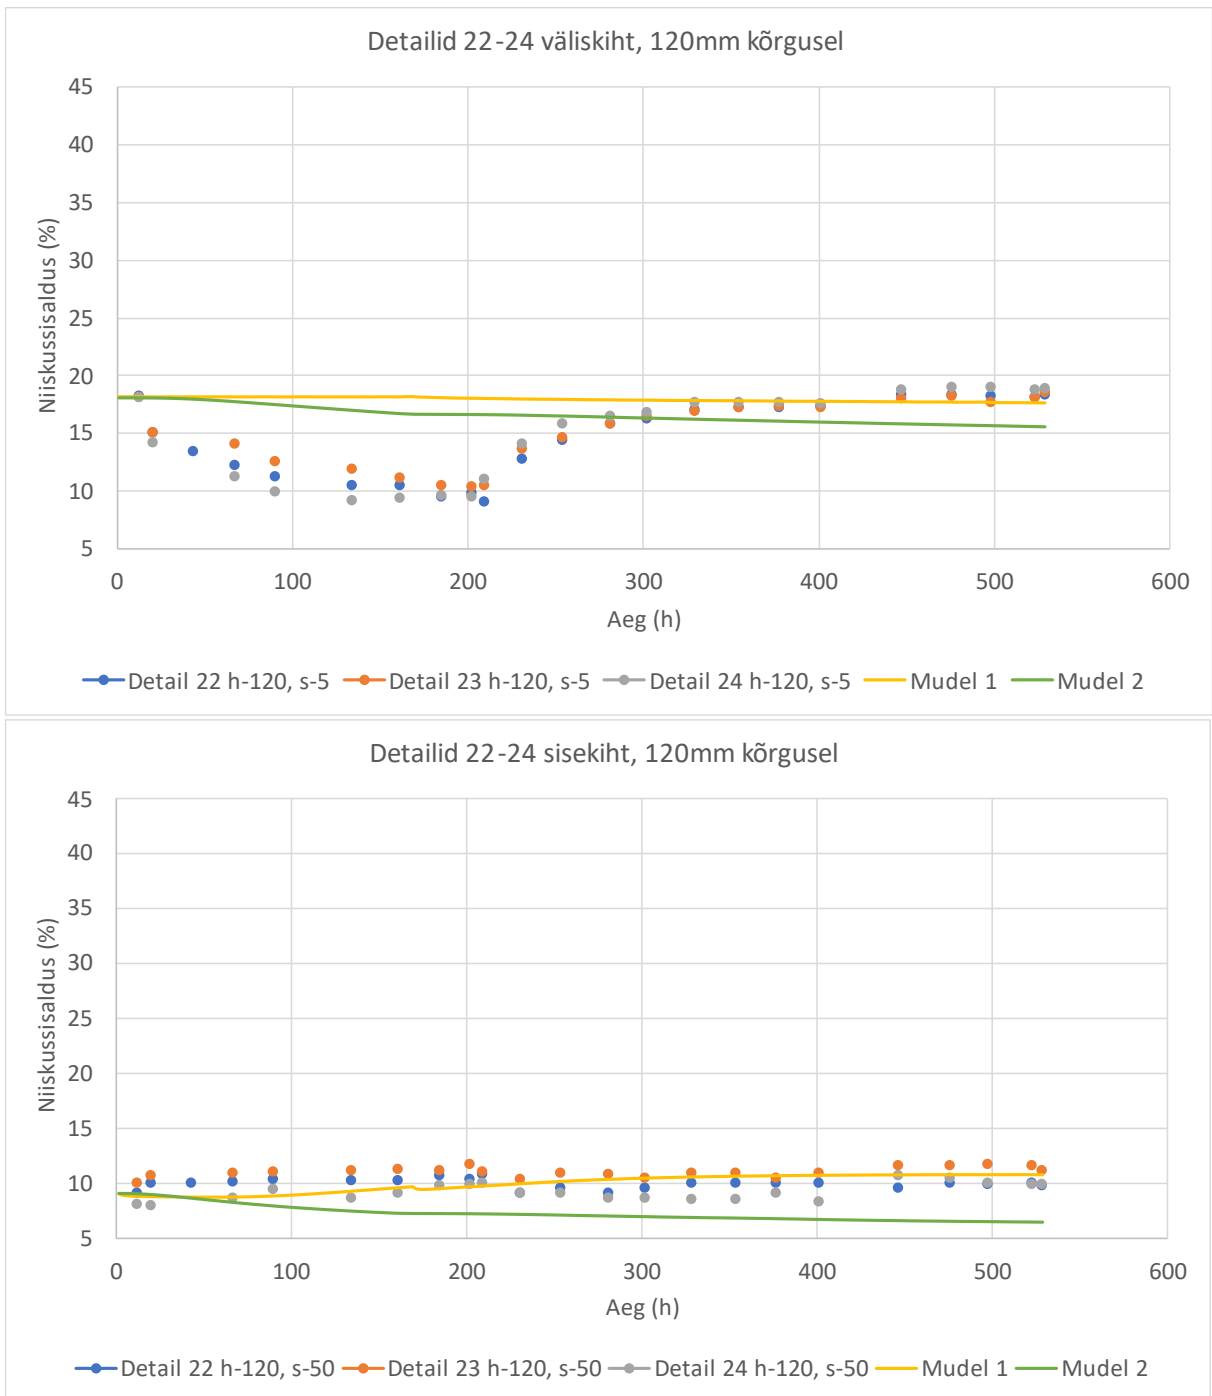 Detailid 22-24 väliskiht, 120mm kõrgusel
45
40
35
30
25
20
15
10
5
Niiskussisaldus (%)
0 100 200 300 400 500 600
Aeg (h)
Detail 22 h-120, s-5 Detail 23 h-120, s-5 Detail 24 h-120, s-5 Mudel 1 Mudel 2
Detailid 22-24 sisekiht, 120mm kõrgusel
45
40
35
30
25
20
15
10
5
Niiskussisaldus (%)
0 100 200 300 400 500 600
Aeg (h)
Detail 22 h-120, s-50 Detail 23 h-120, s-50 Detail 24 h-120, s-50 Mudel 1 Mudel 2